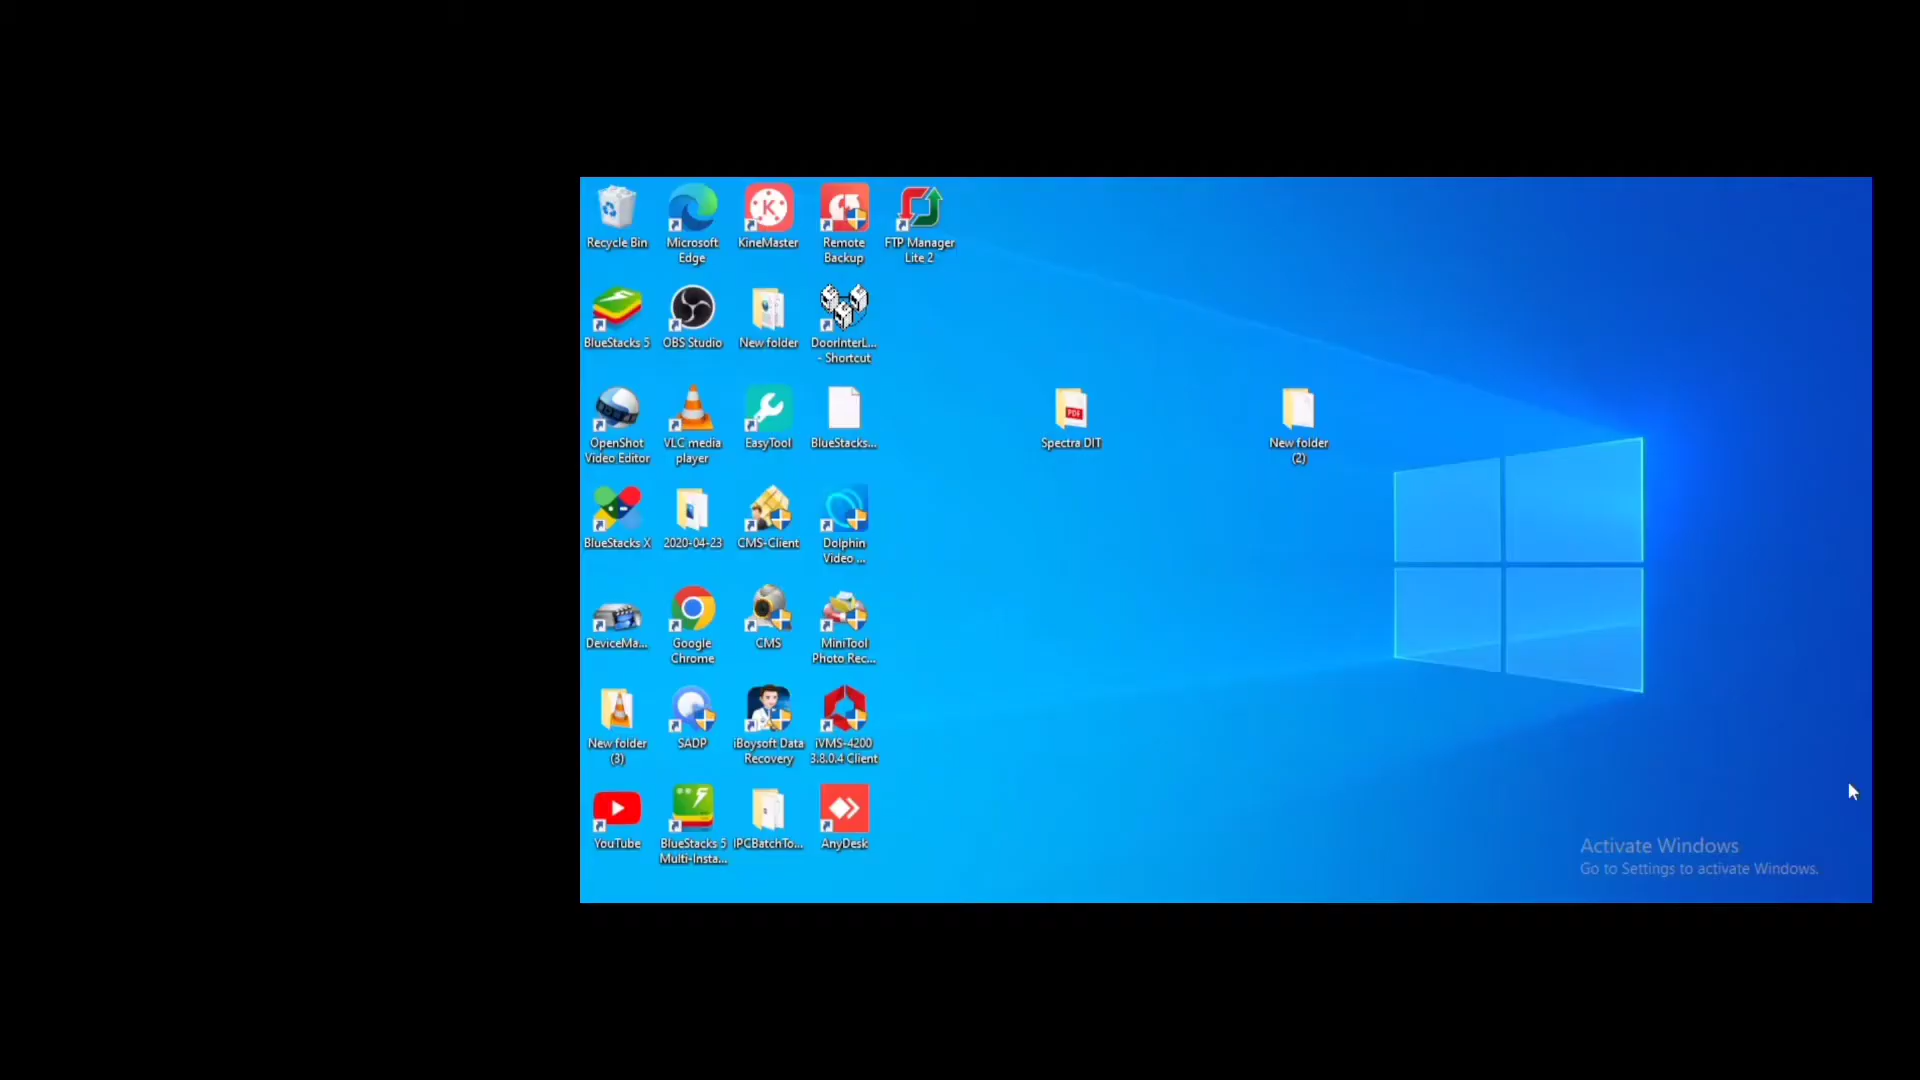 Recycle Bin
Microsoft
Edge
KineMaster
Remote
Backup
FTP Manager
Lite 2
BlueStacks 5
OBS Studio
New folder
DoorInterL...
- Shortcut
OpenShot
Video Editor
VLC media
player
EasyTool
BlueStacks...
Spectra DIT
New folder
(2)
BlueStacks X
2020-04-23
CMS-Client
Dolphin
Video ...
DeviceMa...
Google
Chrome
CMS
MiniTool
Photo Rec...
New folder
(3)
SADP
iBoysoft Data
Recovery
iVMS-4200
3.8.0.4 Client
YouTube
BlueStacks 5
Multi-Insta...
IPCBatchTo...
AnyDesk
Activate Windows
Go to Settings to activate Windows.
K
PDF